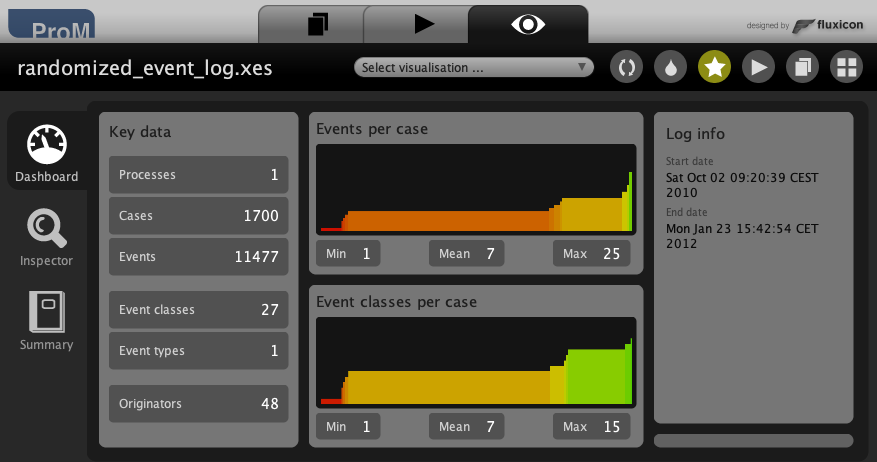 ProM
designed by fluxicon
randomized_event_log.xes
Select visualisation ...
Dashboard
Inspector
Summary
Key data
Processes 1
Cases 1700
Events 11477
Event classes 27
Event types 1
Originators 48
Events per case
Min 1 Mean 7 Max 25
Event classes per case
Min 1 Mean 7 Max 15
Log info
Start date
Sat Oct 02 09:20:39 CEST
2010
End date
Mon Jan 23 15:42:54 CET
2012